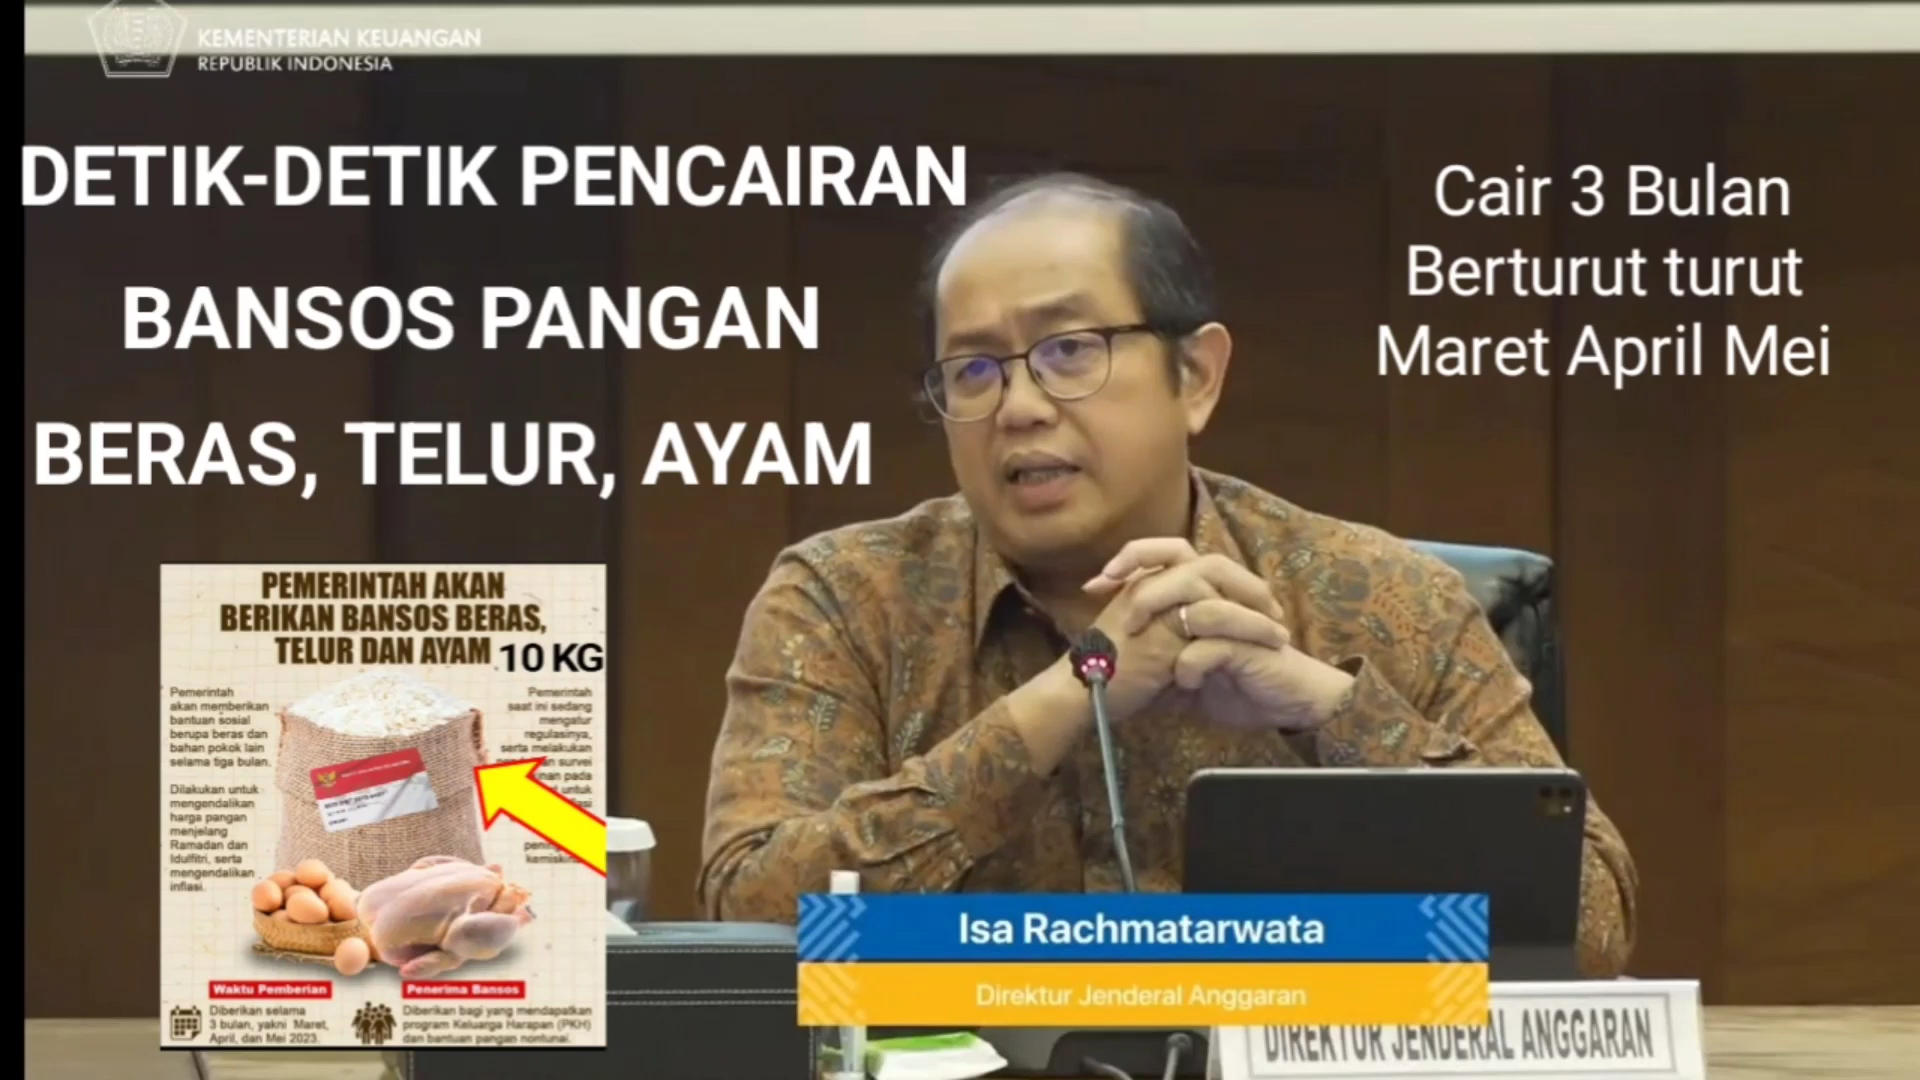 KEMENTERIAN KEUANGAN
REPUBLIK INDONESIA
DETIK-DETIK PENCAIRAN
BANSOS PANGAN
BERAS, TELUR, AYAM
Cair 3 Bulan
Berturut turut
Maret April Mei
PEMERINTAH AKAN
BERIKAN BANSOS BERAS,
TELUR DAN AYAM 10 KG
Pemerintah
akan memberikan
bantuan sosial
berupa beras dan
bahan pokok lain
selama tiga bulan.
Dilakukan untuk
mengendalikan
harga pangan
menjelang
Ramadan dan
Idulfitri, serta
mengendalikan
inflasi.
Pemerintah
saat ini sedang
mengatur
regulasinya,
serta melakukan
survei
pada
untuk
Waktu Pemberian
Diberikan selama
3 bulan, yakni Maret,
April, dan Mei 2023.
Penerima Bansos
Diberikan bagi yang mendapatkan
program Keluarga Harapan (PKH)
dan bantuan pangan nontunai.
Isa Rachmatarwata
Direktur Jenderal Anggaran
DIREKTUR JENDERAL ANGGARAN